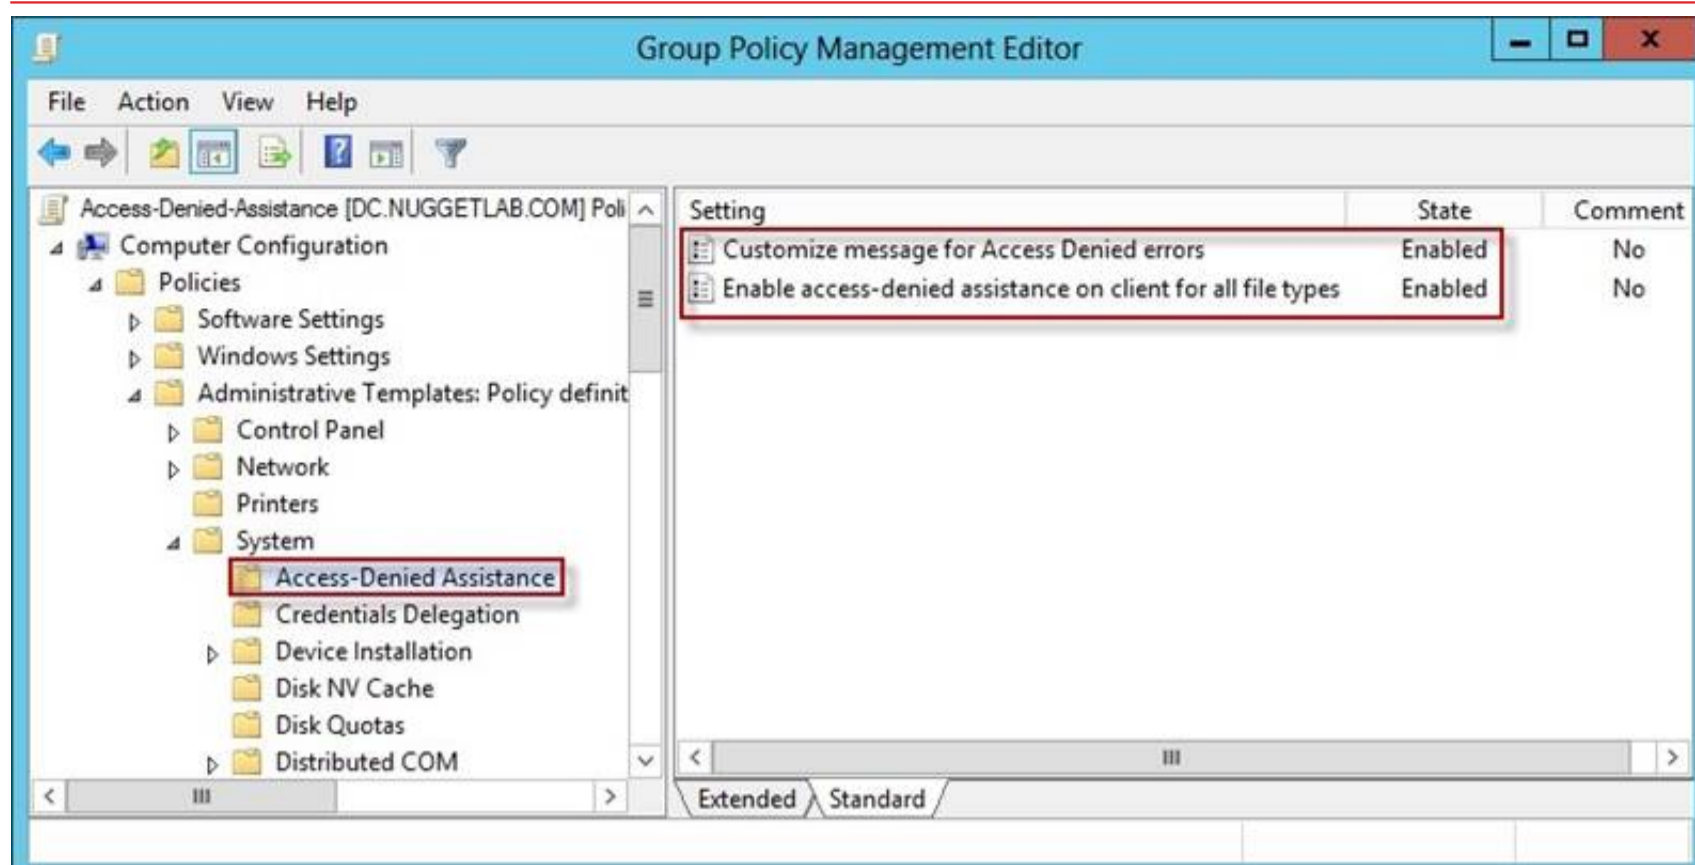 Group Policy Management Editor
File Action View Help
Access-Denied-Assistance [DC.NUGGETLAB.COM] Poli
Computer Configuration
Policies
Software Settings
Windows Settings
Administrative Templates: Policy definit
Control Panel
Network
Printers
System
Access-Denied Assistance
Credentials Delegation
Device Installation
Disk NV Cache
Disk Quotas
Distributed COM
Setting State Comment
Customize message for Access Denied errors Enabled No
Enable access-denied assistance on client for all file types Enabled No
Extended Standard